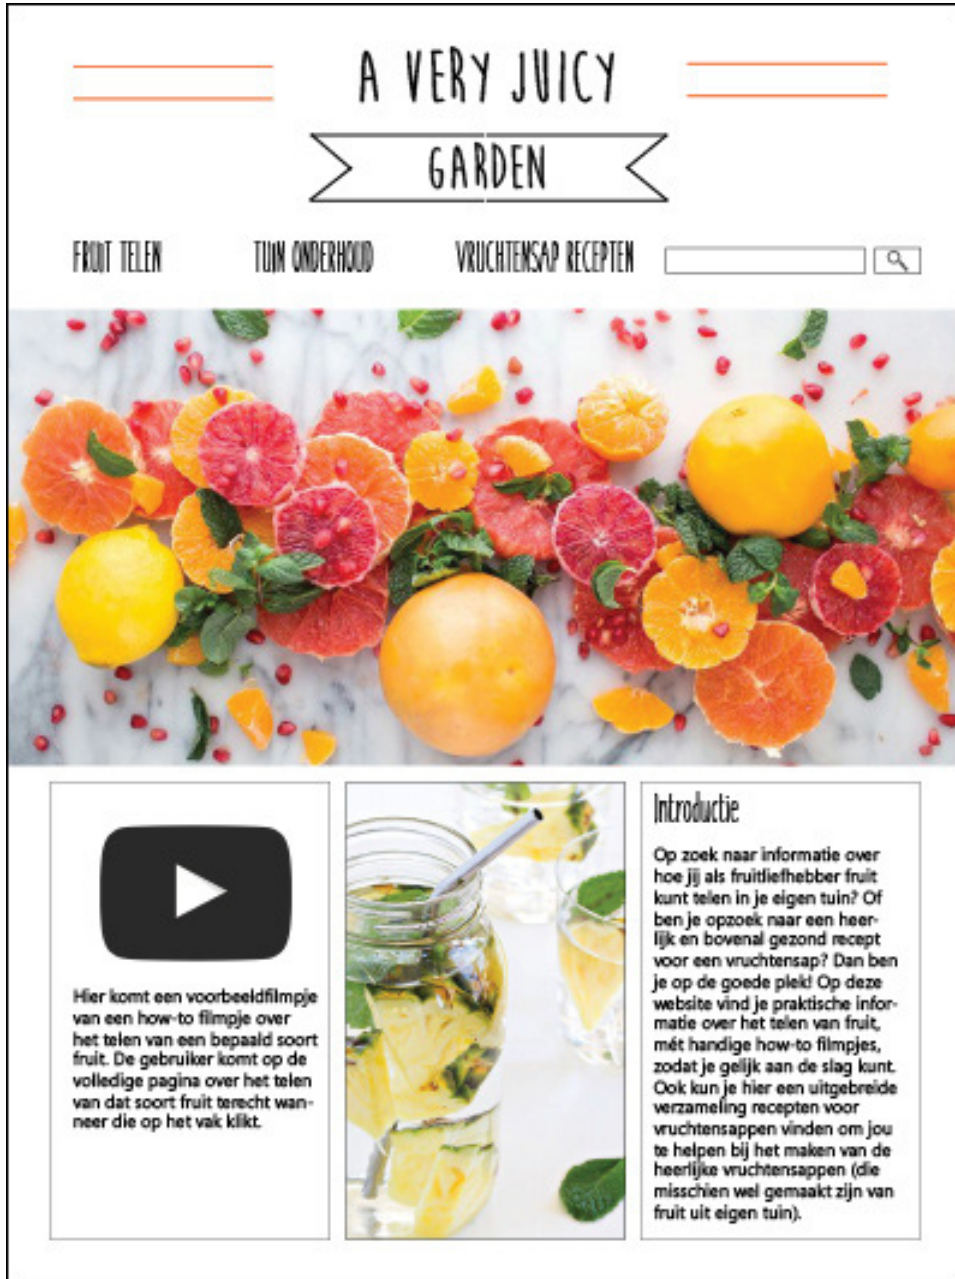 A VERY JUICY
GARDEN
FRUIT TELEN
TUIN ONDERHOUD
VRUCHTENSAP RECEPTEN
Hier komt een voorbeeldfilmpje
van een how-to filmpje over
het telen van een bepaald soort
fruit. De gebruiker komt op de
volledige pagina over het telen
van dat soort fruit terecht wan-
neer die op het vak klikt.
Introductie
Op zoek naar informatie over
hoe jij als fruitliefhebber fruit
kunt telen in je eigen tuin? Of
ben je opzoek naar een heer-
lijk en bovenal gezond recept
voor een vruchtensap? Dan ben
je op de goede plek! Op deze
website vind je praktische infor-
matie over het telen van fruit,
mét handige how-to filmpjes,
zodat je gelijk aan de slag kunt.
Ook kun je hier een uitgebreide
verzameling recepten voor
vruchtensappen vinden om jou
te helpen bij het maken van de
heerlijke vruchtensappen (die
misschien wel gemaakt zijn van
fruit uit eigen tuin).